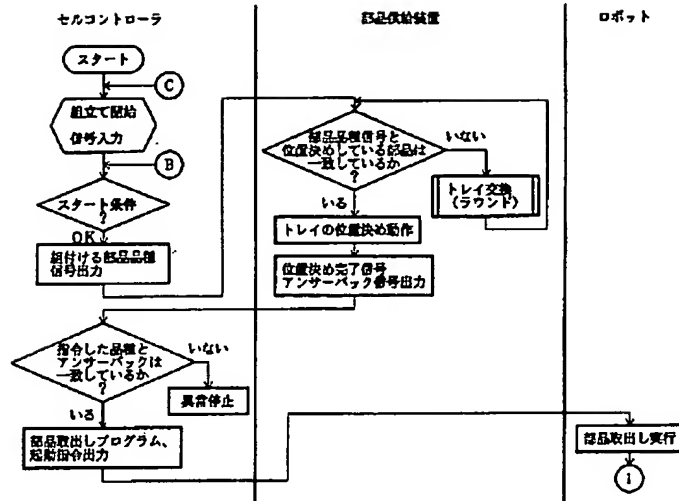 セルコントローラ
部品供給装置
ロボット
スタート
C
組立て開始
信号入力
B
スタート条件
?
OK
組付ける部品品種
信号出力
部品品種信号と
位置決めしている部品は
一致しているか
?
いない
トレイ交換
(ラウンド)
いる
トレイの位置決め動作
位置決め完了信号
アンサーバック信号出力
指令した品種と
アンサーバックは
一致しているか
?
いない
異常停止
いる
部品取出しプログラム、
起動指令出力
部品取出し実行
1